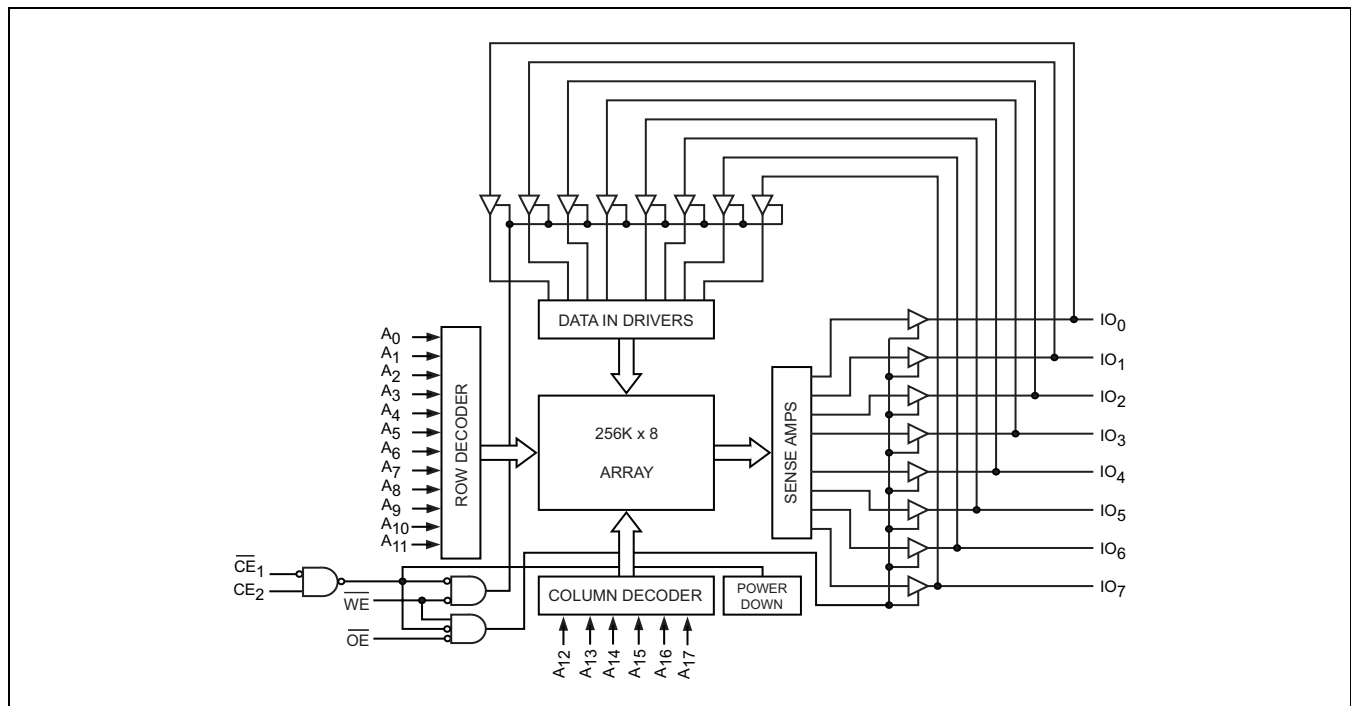 DATA IN DRIVERS
A0
A1
A2
A3
A4
A5
A6
A7
A8
A9
A10
A11
ROW DECODER
256K x 8
ARRAY
SENSE AMPS
IO0
IO1
IO2
IO3
IO4
IO5
IO6
IO7
CE1
CE2
WE
OE
COLUMN DECODER
POWER
DOWN
A12
A13
A14
A15
A16
A17